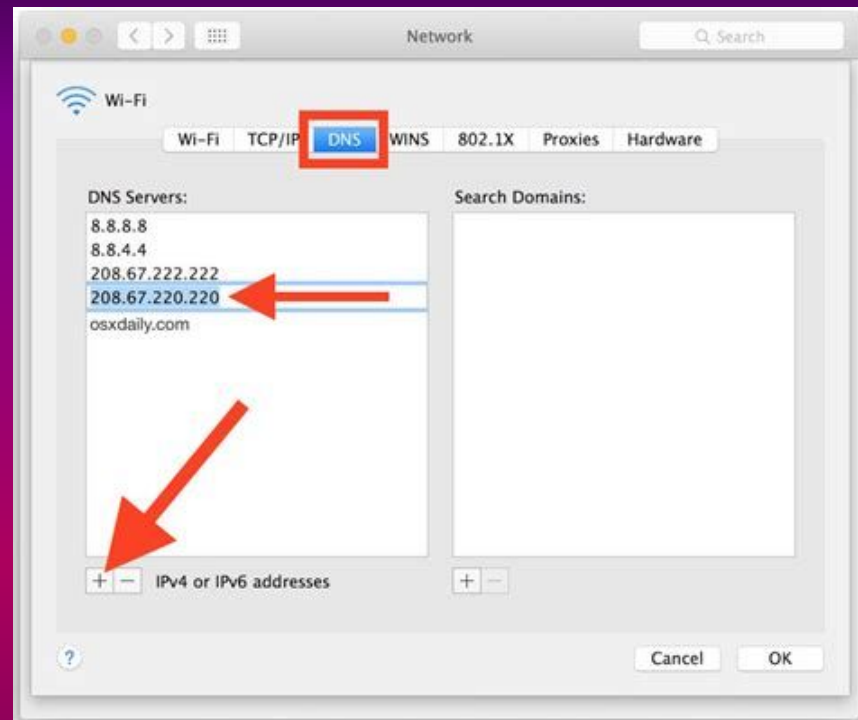 Network
Search
Wi-Fi
Wi-Fi TCP/IP DNS WINS 802.1X Proxies Hardware
DNS Servers:
8.8.8.8
8.8.4.4
208.67.222.222
208.67.220.220
osxdaily.com
Search Domains:
+ − IPv4 or IPv6 addresses
+ −
?
Cancel
OK